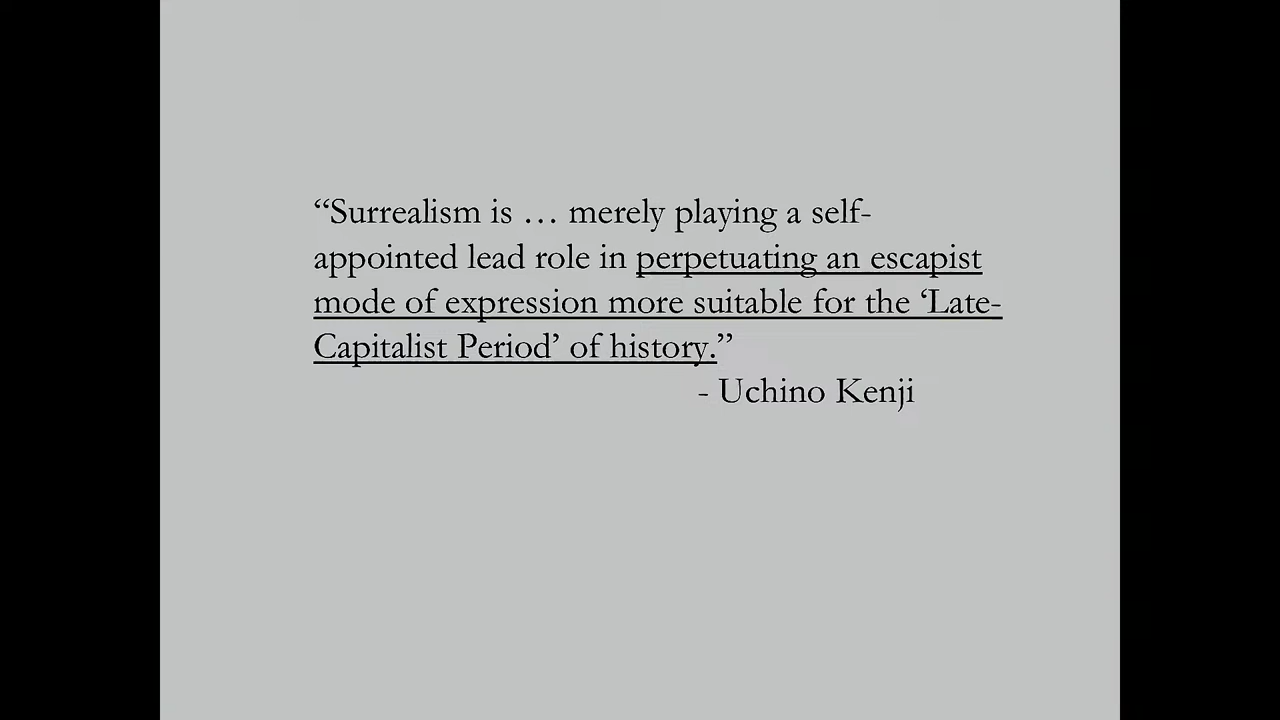 “Surrealism is … merely playing a self-
appointed lead role in perpetuating an escapist
mode of expression more suitable for the ‘Late-
Capitalist Period’ of history.”
- Uchino Kenji